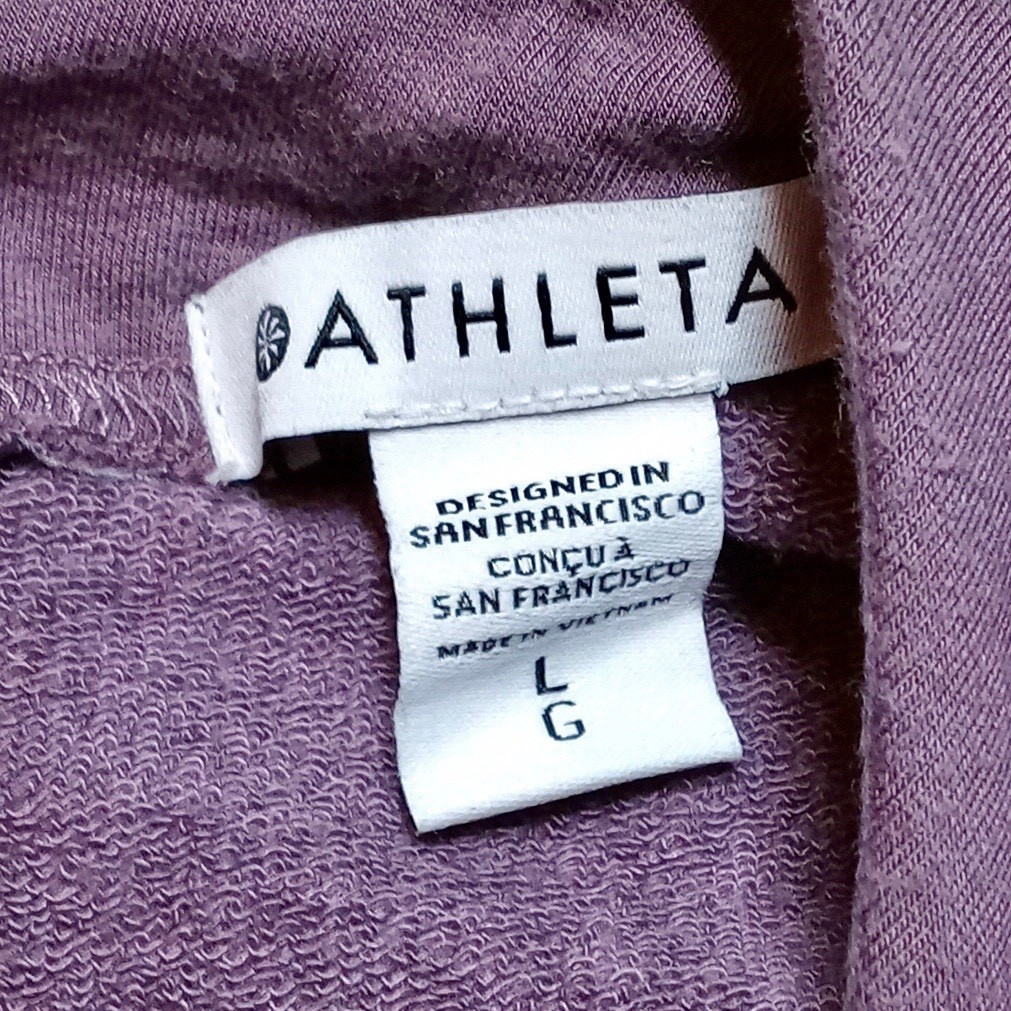 ATHLETA
DESIGNED IN
SAN FRANCISCO
CONÇU À
SAN FRANCISCO
MADE IN VIETNAM
L
G